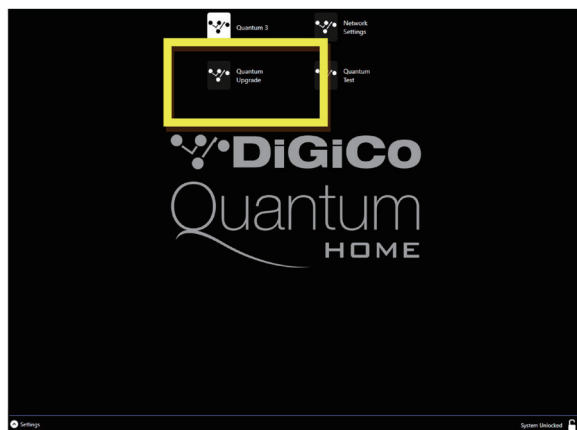 Quantum 3
Network
Settings
Quantum
Upgrade
Quantum
Test
DiGiCo
Quantum
HOME
Settings
System Unlocked